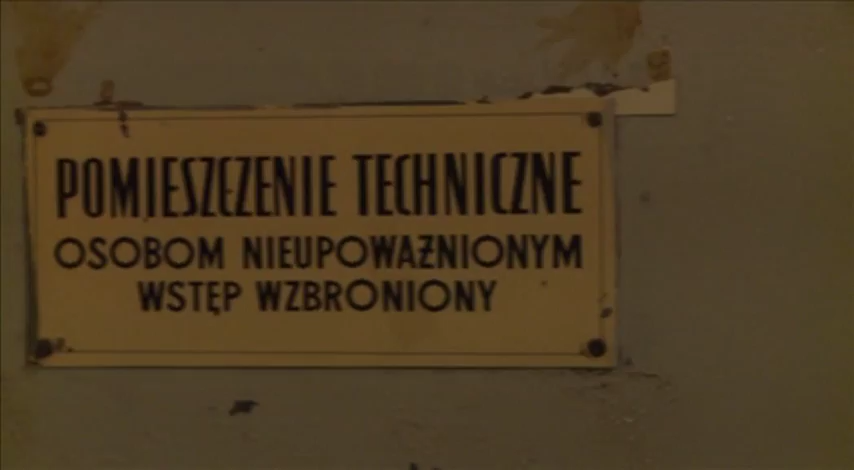 POMIESZCZENIE TECHNICZNE
OSOBOM NIEUPOWAŻNIONYM
WSTĘP WZBRONIONY